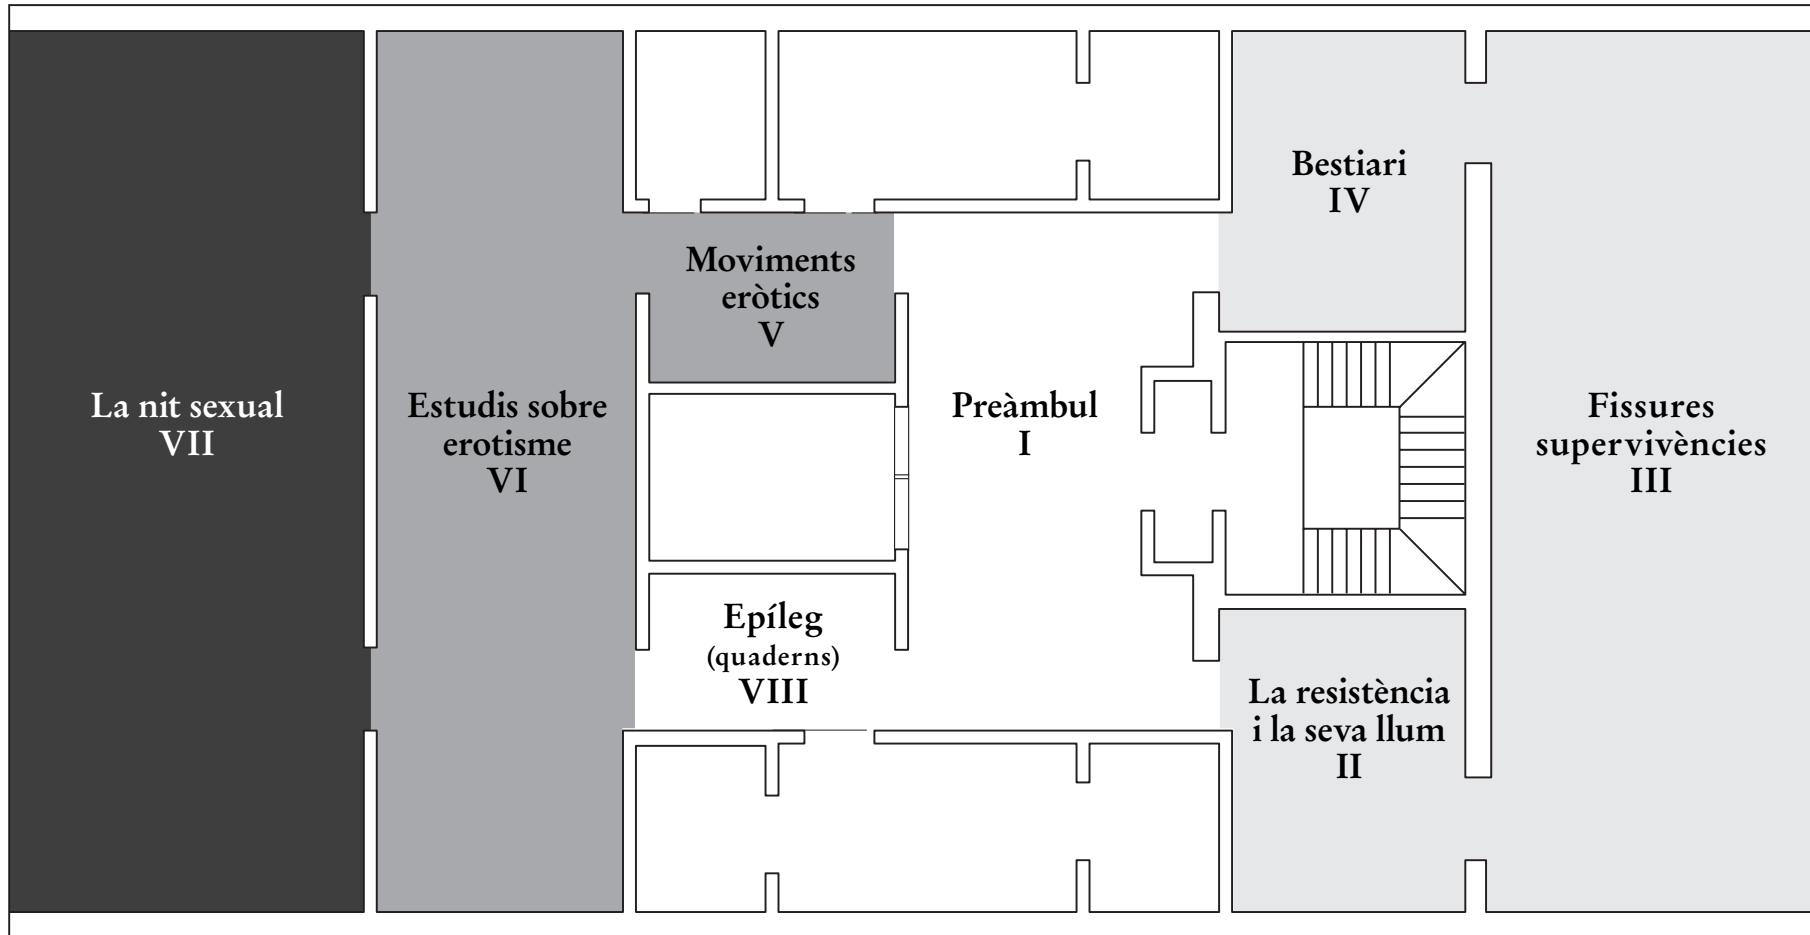 Bestiari
IV
Moviments
eròtics
V
La nit sexual
VII
Estudis sobre
erotisme
VI
Preàmbul
I
Fissures
supervivències
III
Epíleg
(quaderns)
VIII
La resistència
i la seva llum
II